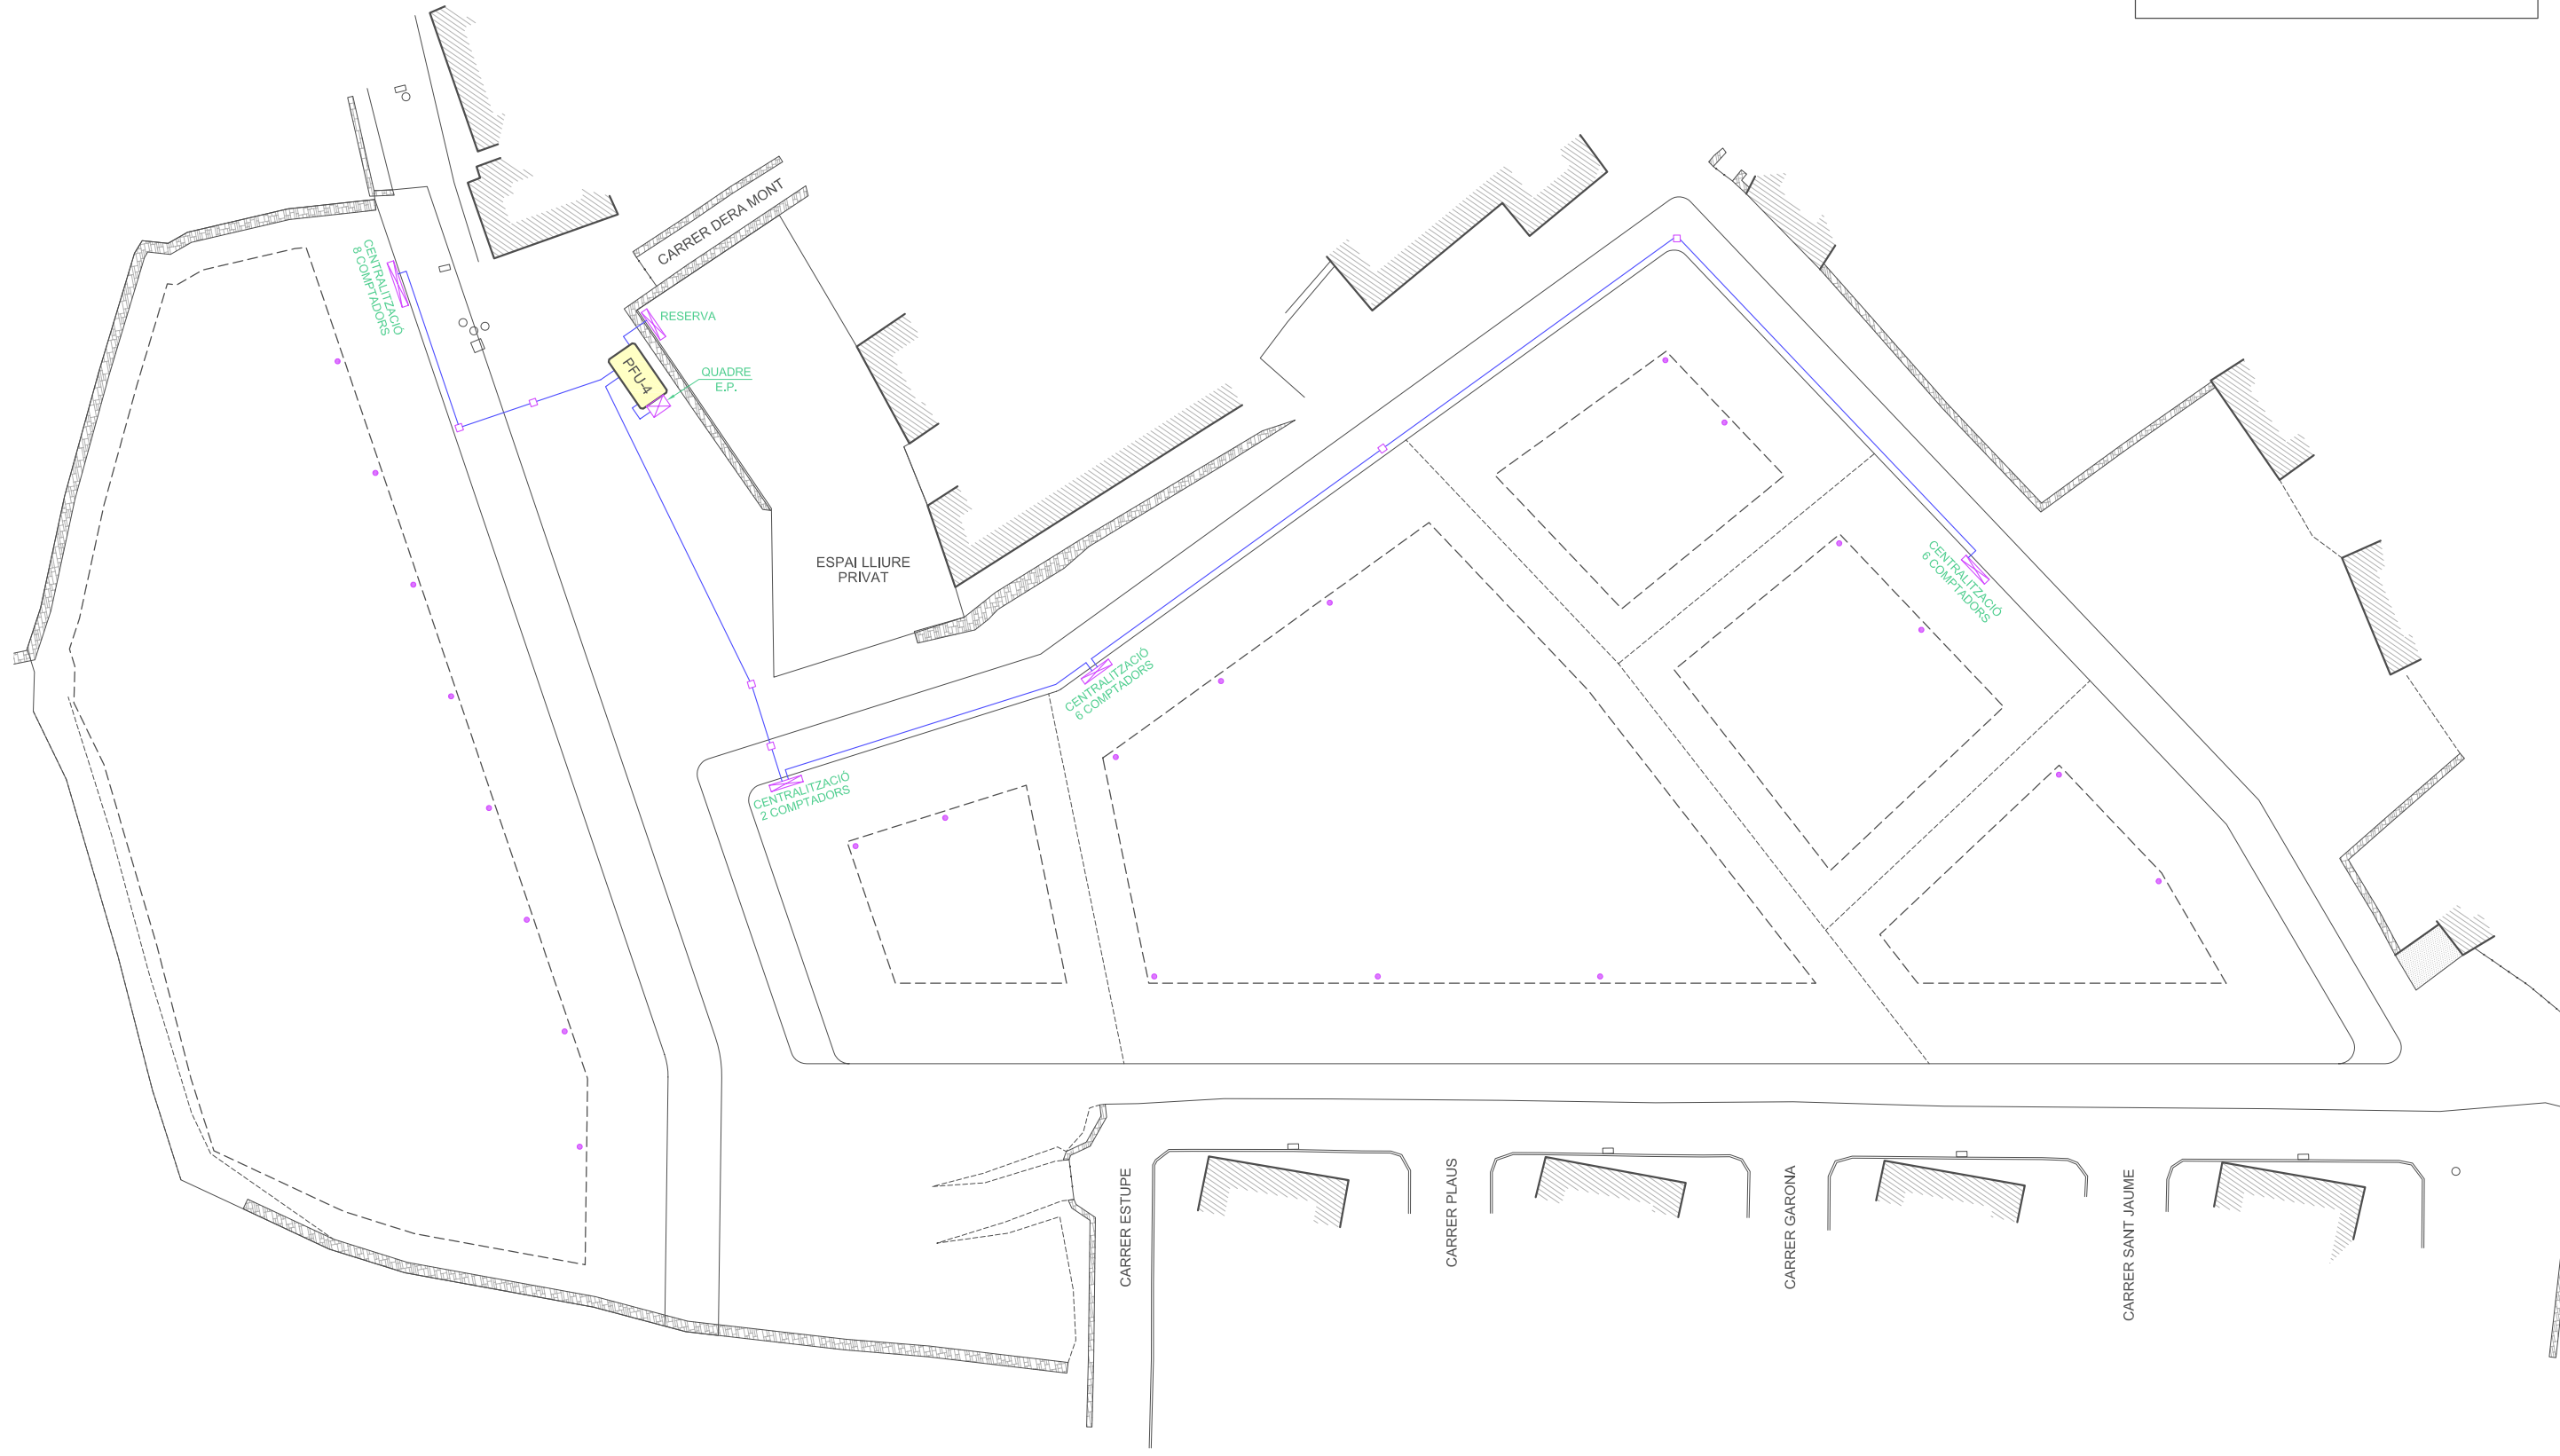 CARRER DERA MONT
CENTRALITZACIÓ
8 COMPTADORS
RESERVA
PFU-4
QUADRE
E.P.
ESPAI LLIURE
PRIVAT
CENTRALITZACIÓ
6 COMPTADORS
CENTRALITZACIÓ
6 COMPTADORS
CENTRALITZACIÓ
2 COMPTADORS
CARRER ESTUPE
CARRER PLAUS
CARRER GARONA
CARRER SANT JAUME